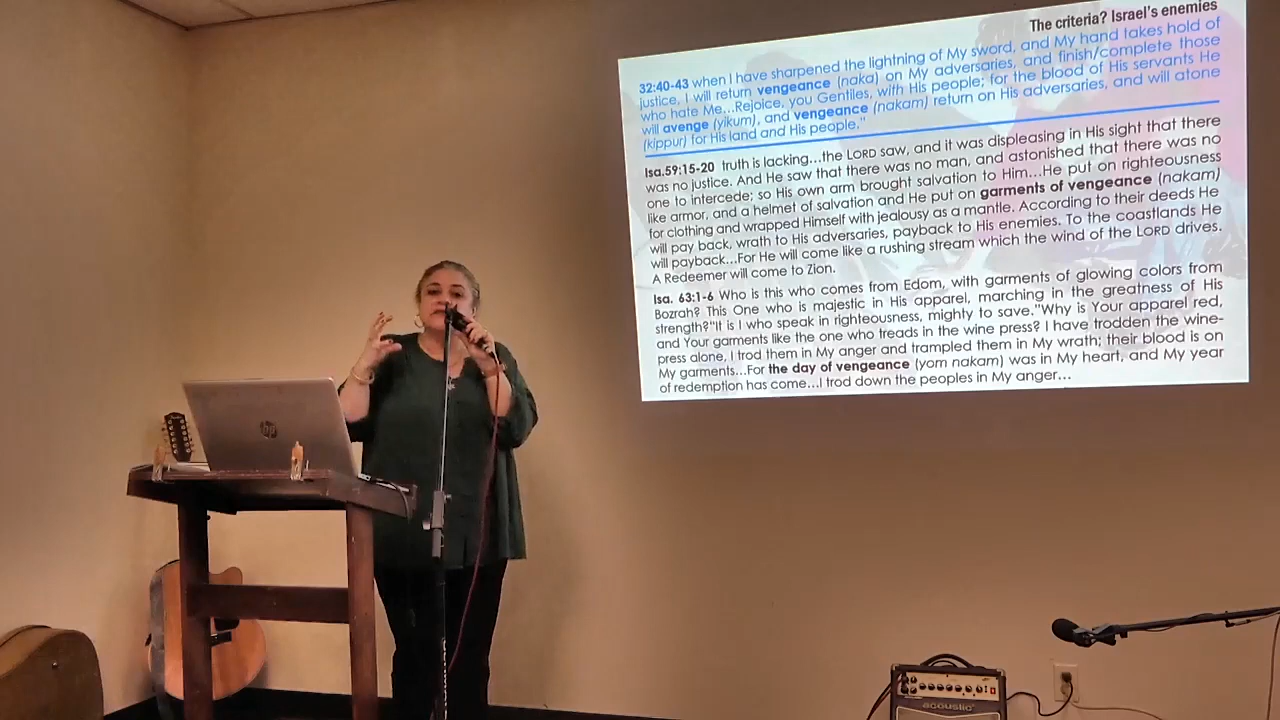 The criteria? Israel's enemies
32:40-43 when I have sharpened the lightning of My sword, and My hand takes hold of
justice, I will return vengeance (naka) on My adversaries, and finish/complete those
who hate Me...Rejoice, you Gentiles, with His people; for the blood of His servants He
will avenge (yikum), and vengeance (nakam) return on His adversaries, and will atone
(kippur) for His land and His people."
Isa.59:15-20 truth is lacking...the LORD saw, and it was displeasing in His sight that there
was no justice. And He saw that there was no man, and astonished that there was no
one to intercede; so His own arm brought salvation to Him...He put on righteousness
like armor, and a helmet of salvation and He put on garments of vengeance (nakam)
for clothing and wrapped Himself with jealousy as a mantle. According to their deeds He
will pay back, wrath to His adversaries, payback to His enemies. To the coastlands He
will payback...For He will come like a rushing stream which the wind of the LORD drives.
A Redeemer will come to Zion.
Isa. 63:1-6 Who is this who comes from Edom, with garments of glowing colors from
Bozrah? This One who is majestic in His apparel, marching in the greatness of His
strength?"It is I who speak in righteousness, mighty to save."Why is Your apparel red,
and Your garments like the one who treads in the wine press? I have trodden the wine-
press alone, I trod them in My anger and trampled them in My wrath; their blood is on
My garments...For the day of vengeance (yom nakam) was in My heart, and My year
of redemption has come...I trod down the peoples in My anger...
hp
acoustic